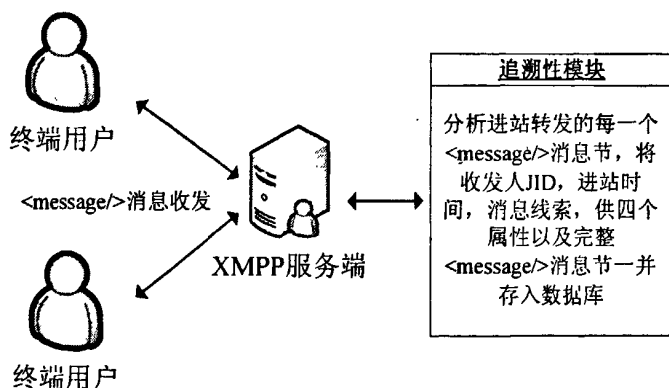 终端用户
<message/>消息收发
终端用户
XMPP服务端
追溯性模块
分析进站转发的每一个
<message/>消息节，将
收发人JID，进站时
间，消息线索，供四个
属性以及完整
<message/>消息节一并
存入数据库